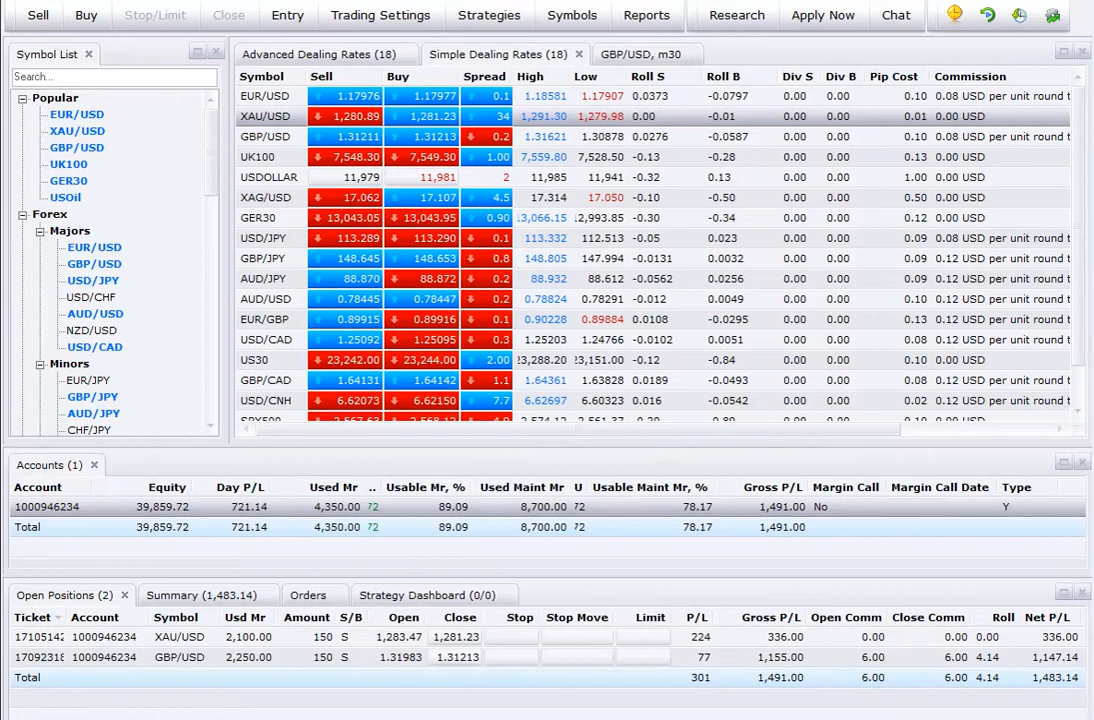 Sell Buy Stop/Limit Close Entry Trading Settings Strategies Symbols Reports Research Apply Now Chat
Symbol List
Search...
Popular
EUR/USD
XAU/USD
GBP/USD
UK100
GER30
USOil
Forex
Majors
EUR/USD
GBP/USD
USD/JPY
USD/CHF
AUD/USD
NZD/USD
USD/CAD
Minors
EUR/JPY
GBP/JPY
AUD/JPY
CHF/JPY
Advanced Dealing Rates (18) Simple Dealing Rates (18) GBP/USD, m30
Symbol Sell Buy Spread High Low Roll S Roll B Div S Div B Pip Cost Commission
EUR/USD 1.17976 1.17977 0.1 1.18581 1.17907 0.0373 -0.0797 0.00 0.00 0.10 0.08 USD per unit round t
XAU/USD 1,280.89 1,281.23 34 1,291.30 1,279.98 0.00 -0.01 0.00 0.00 0.01 0.00 USD
GBP/USD 1.31211 1.31213 0.2 1.31621 1.30878 0.0276 -0.0587 0.00 0.00 0.10 0.08 USD per unit round t
UK100 7,548.30 7,549.30 1.00 7,559.80 7,528.50 -0.13 -0.28 0.00 0.00 0.13 0.00 USD
USDOLLAR 11,979 11,981 2 11,985 11,941 -0.32 0.13 0.00 0.00 1.00 0.00 USD
XAG/USD 17.062 17.107 4.5 17.314 17.050 -0.10 -0.50 0.00 0.00 0.50 0.00 USD
GER30 13,043.05 13,043.95 0.90 13,066.15 12,993.85 -0.30 -0.34 0.00 0.00 0.12 0.00 USD
USD/JPY 113.289 113.290 0.1 113.332 112.513 -0.05 0.023 0.00 0.00 0.09 0.08 USD per unit round t
GBP/JPY 148.645 148.653 0.8 148.805 147.994 -0.0131 0.0032 0.00 0.00 0.09 0.12 USD per unit round t
AUD/JPY 88.870 88.872 0.2 88.932 88.612 -0.0562 0.0256 0.00 0.00 0.09 0.12 USD per unit round t
AUD/USD 0.78445 0.78447 0.2 0.78824 0.78291 -0.012 0.0049 0.00 0.00 0.10 0.12 USD per unit round t
EUR/GBP 0.89915 0.89916 0.1 0.90228 0.89884 0.0108 -0.0295 0.00 0.00 0.13 0.12 USD per unit round t
USD/CAD 1.25092 1.25095 0.3 1.25203 1.24766 -0.0102 0.0051 0.00 0.00 0.08 0.12 USD per unit round t
US30 23,242.00 23,244.00 2.00 23,288.20 23,151.00 -0.12 -0.84 0.00 0.00 0.10 0.00 USD
GBP/CAD 1.64131 1.64142 1.1 1.64361 1.63828 0.0189 -0.0493 0.00 0.00 0.08 0.12 USD per unit round t
USD/CNH 6.62073 6.62150 7.7 6.62697 6.60325 0.016 -0.0542 0.00 0.00 0.02 0.12 USD per unit round t
Accounts (1)
Account Equity Day P/L Used Mr .. Usable Mr, % Used Maint Mr U Usable Maint Mr, % Gross P/L Margin Call Margin Call Date Type
1000946234 39,859.72 721.14 4,350.00 72 89.09 8,700.00 72 78.17 1,491.00 No Y
Total 39,859.72 721.14 4,350.00 72 89.09 8,700.00 72 78.17 1,491.00
Open Positions (2) Summary (1,483.14) Orders Strategy Dashboard (0/0)
Ticket Account Symbol Usd Mr Amount S/B Open Close Stop Stop Move Limit P/L Gross P/L Open Comm Close Comm Roll Net P/L
17105142 1000946234 XAU/USD 2,100.00 150 S 1,283.47 1,281.23 224 336.00 0.00 0.00 0.00 336.00
17092318 1000946234 GBP/USD 2,250.00 150 S 1.31983 1.31213 77 1,155.00 6.00 6.00 4.14 1,147.14
Total 301 1,491.00 6.00 6.00 4.14 1,483.14